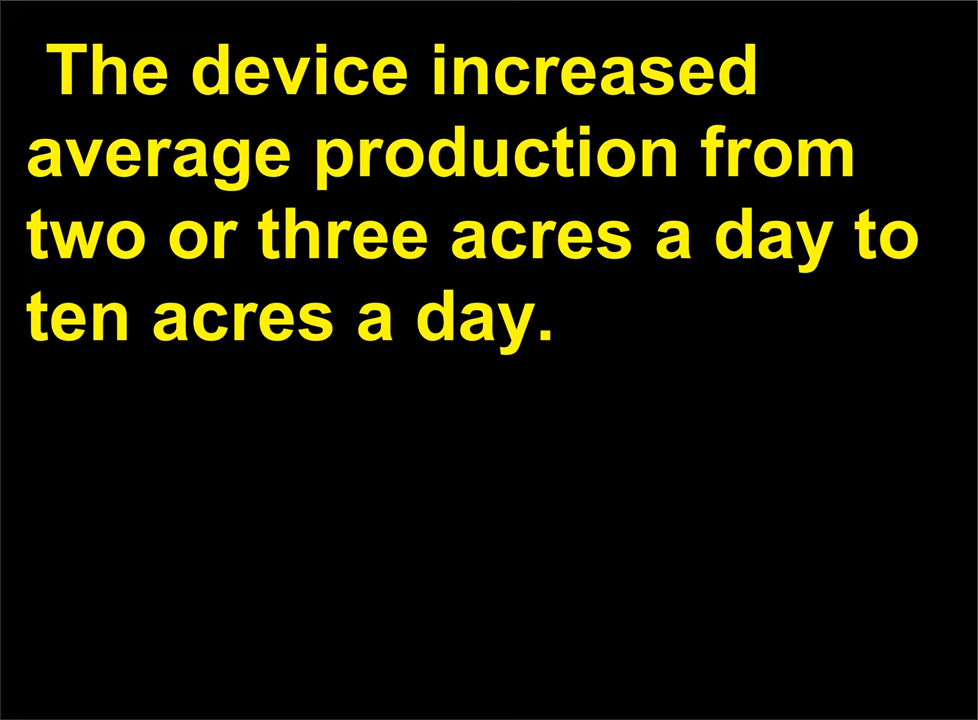 The device increased
average production from
two or three acres a day to
ten acres a day.